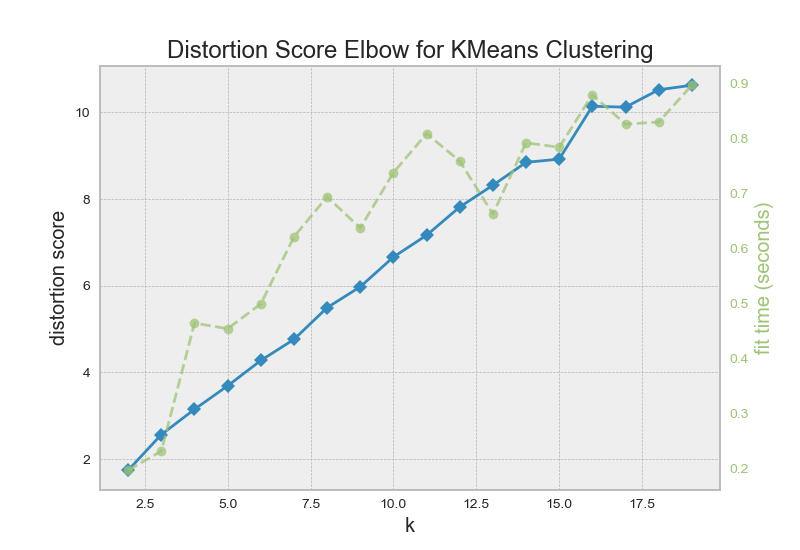 Distortion Score Elbow for KMeans Clustering
distortion score
10
8
6
4
2
0.9
0.8
0.7
0.6
0.5
0.4
0.3
0.2
fit time (seconds)
2.5 5.0 7.5 10.0 12.5 15.0 17.5
k